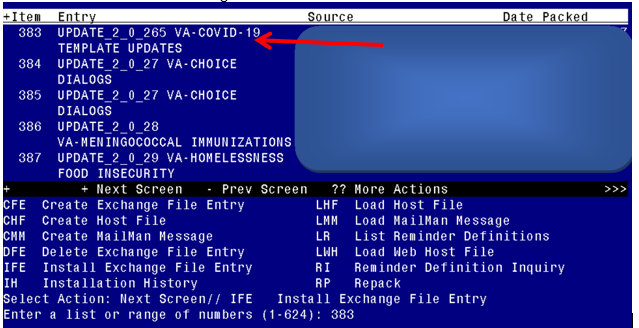 +Item Entry Source Date Packed
383 UPDATE_2_0_265 VA-COVID-19
TEMPLATE UPDATES
384 UPDATE_2_0_27 VA-CHOICE
DIALOGS
385 UPDATE_2_0_27 VA-CHOICE
DIALOGS
386 UPDATE_2_0_28
VA-MENINGOCOCCAL IMMUNIZATIONS
387 UPDATE_2_0_29 VA-HOMELESSNESS
FOOD INSECURITY
+ + Next Screen - Prev Screen ?? More Actions >>>
CFE Create Exchange File Entry LHF Load Host File
CHF Create Host File LMM Load MailMan Message
CMM Create MailMan Message LR List Reminder Definitions
DFE Delete Exchange File Entry LWH Load Web Host File
IFE Install Exchange File Entry RI Reminder Definition Inquiry
IH Installation History RP Repack
Select Action: Next Screen// IFE Install Exchange File Entry
Enter a list or range of numbers (1-624): 383